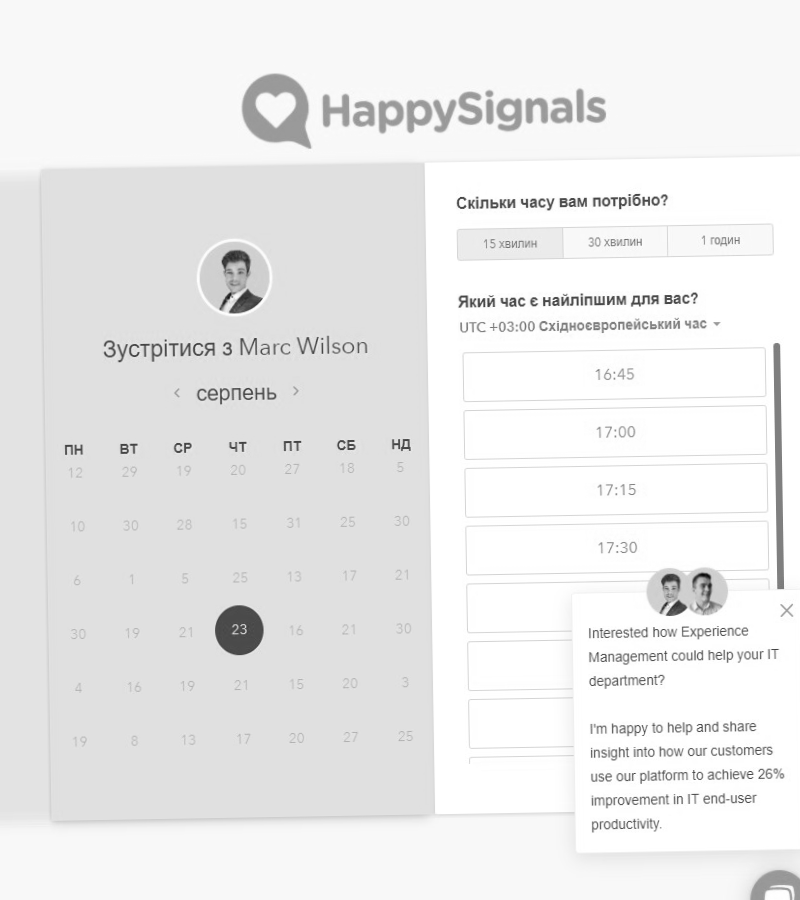 HappySignals
Зустрітися з Marc Wilson
серпень
ПН ВТ СР ЧТ ПТ СБ НД
12 29 19 20 27 18 5
10 30 28 15 31 25 30
6 1 5 25 13 17 21
30 19 21 23 16 21 30
4 16 19 21 15 20 3
19 8 13 17 20 27 25
Скільки часу вам потрібно?
15 хвилин 30 хвилин 1 годин
Який час є найліпшим для вас?
UTC +03:00 Східноєвропейський час
16:45
17:00
17:15
17:30
Interested how Experience
Management could help your IT
department?
I'm happy to help and share
insight into how our customers
use our platform to achieve 26%
improvement in IT end-user
productivity.